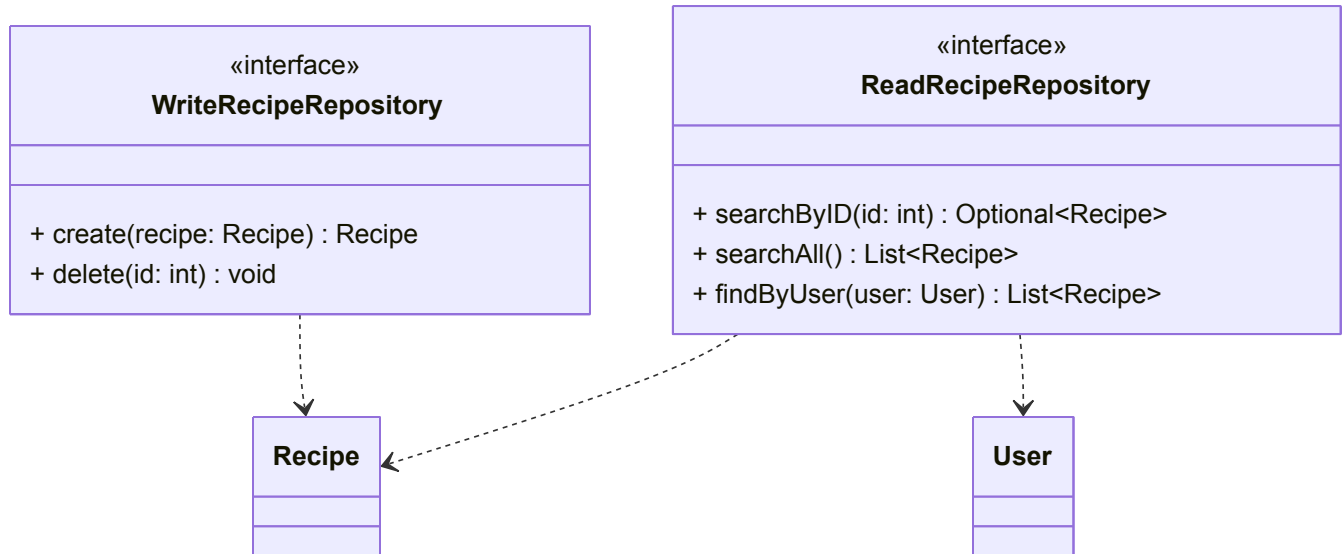 «interface»
WriteRecipeRepository
+ create(recipe: Recipe) : Recipe
+ delete(id: int) : void
«interface»
ReadRecipeRepository
+ searchByID(id: int) : Optional<Recipe>
+ searchAll() : List<Recipe>
+ findByUser(user: User) : List<Recipe>
Recipe
User